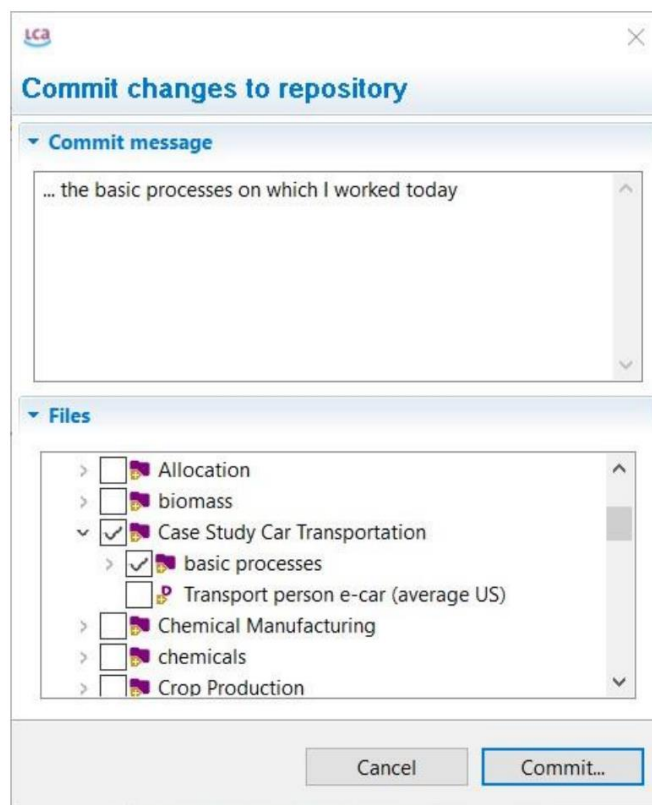 LCA
Commit changes to repository
Commit message
... the basic processes on which I worked today
Files
Allocation
biomass
Case Study Car Transportation
basic processes
P Transport person e-car (average US)
Chemical Manufacturing
chemicals
Crop Production
Cancel
Commit...